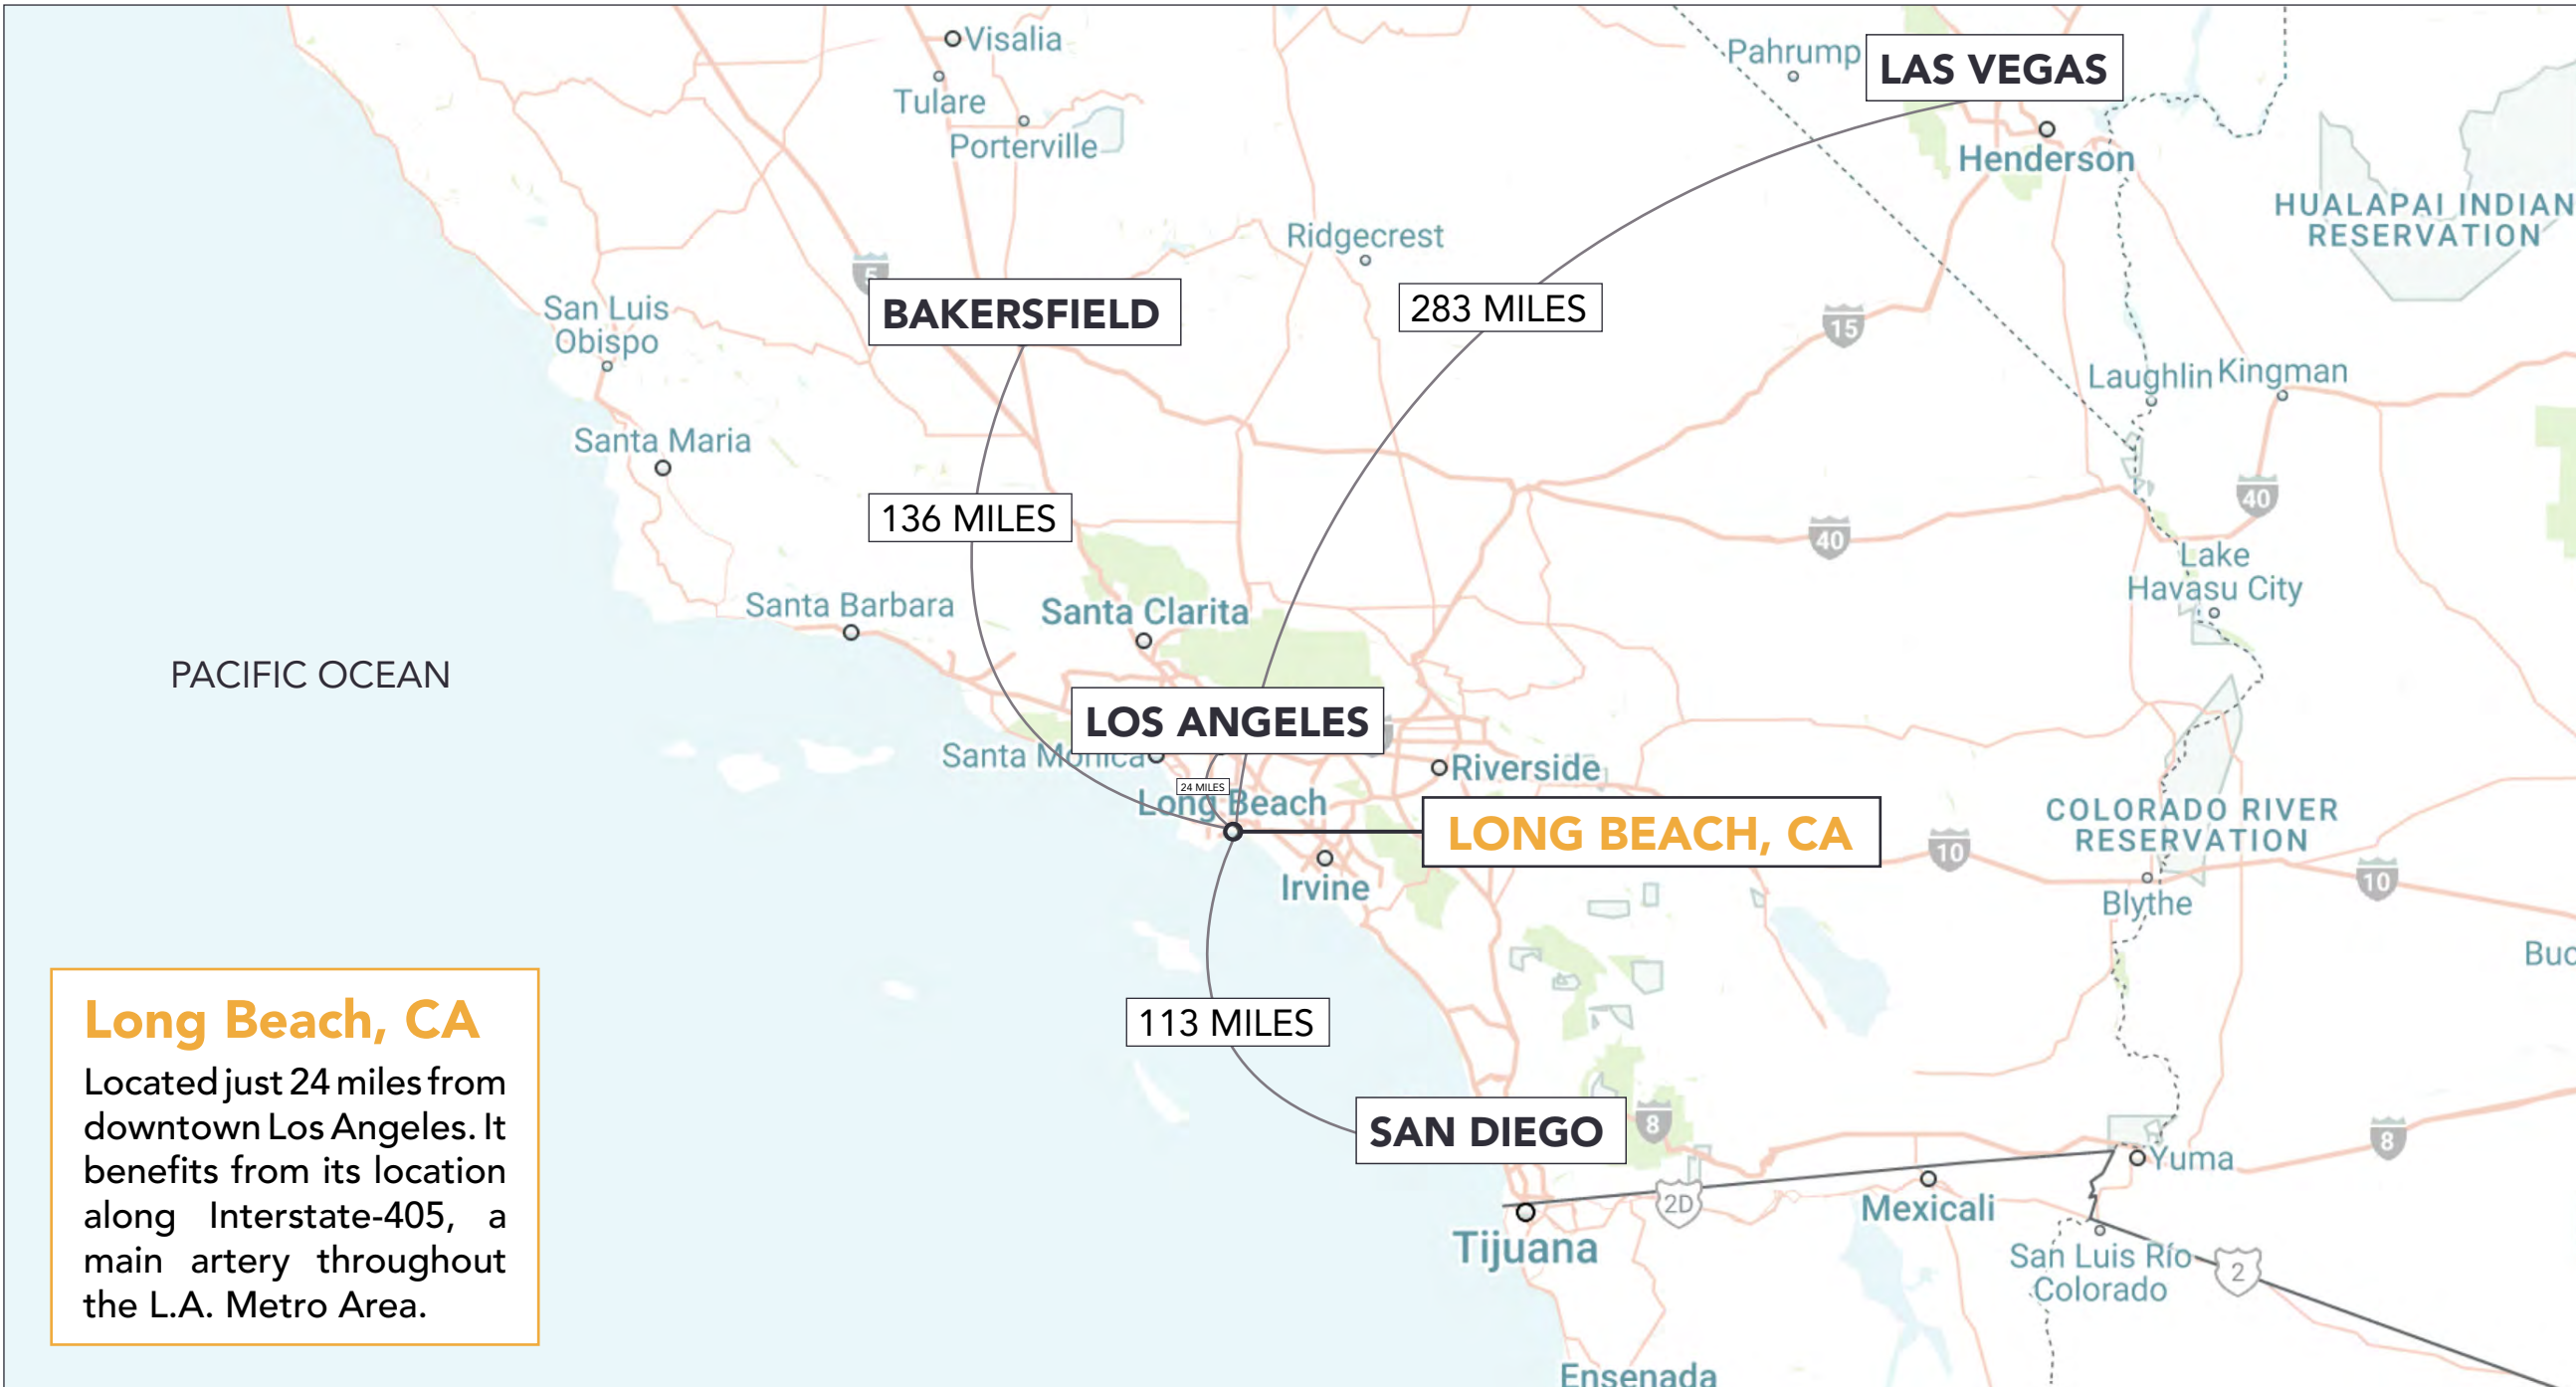 Visalia
Pahrump
LAS VEGAS
Tulare
Porterville
Henderson
HUALAPAI INDIAN
RESERVATION
Ridgecrest
5
BAKERSFIELD
283 MILES
15
San Luis
Obispo
Laughlin
Kingman
Santa Maria
136 MILES
40
40
Lake
Havasu City
Santa Barbara
Santa Clarita
PACIFIC OCEAN
LOS ANGELES
Santa Monica
Riverside
24 MILES
Long Beach
LONG BEACH, CA
COLORADO RIVER
RESERVATION
10
10
Irvine
Blythe
Buc
Long Beach, CA
Located just 24 miles from
downtown Los Angeles. It
benefits from its location
along Interstate-405, a
main artery throughout
the L.A. Metro Area.
113 MILES
SAN DIEGO
8
8
Yuma
2D
Mexicali
Tijuana
San Luis Río
Colorado
2
Ensenada